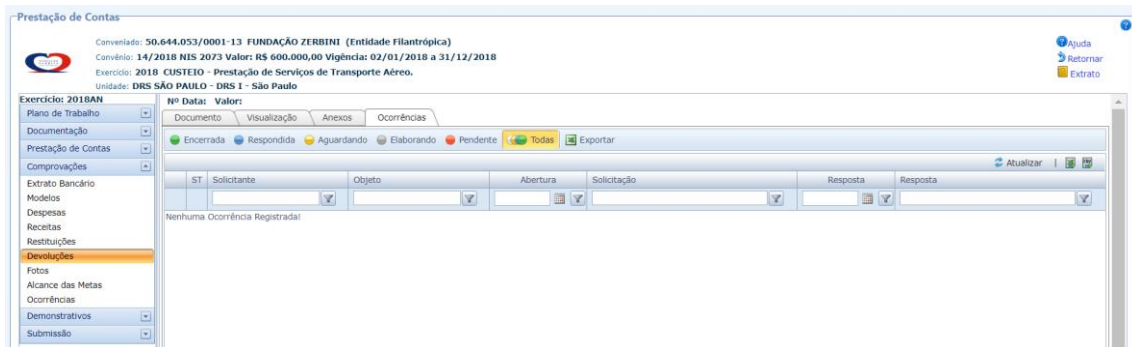 Prestação de Contas
Conveniado: 50.644.053/0001-13 FUNDAÇÃO ZERBINI (Entidade Filantrópica)
Convênio: 14/2018 NIS 2073 Valor: R$ 600.000,00 Vigência: 02/01/2018 a 31/12/2018
Exercício: 2018 CUSTEIO - Prestação de Serviços de Transporte Aéreo.
Unidade: DRS SÃO PAULO - DRS I - São Paulo
Ajuda
Retornar
Extrato
Exercício: 2018AN
Plano de Trabalho
Documentação
Prestação de Contas
Comprovações
Extrato Bancário
Modelos
Despesas
Receitas
Restituições
Devoluções
Fotos
Alcance das Metas
Ocorrências
Demonstrativos
Submissão
Nº Data: Valor:
Documento Visualização Anexos Ocorrências
Encerrada Respondida Aguardando Elaborando Pendente Todas Exportar
Atualizar |
ST Solicitante Objeto Abertura Solicitação Resposta Resposta
Nenhuma Ocorrência Registrada!